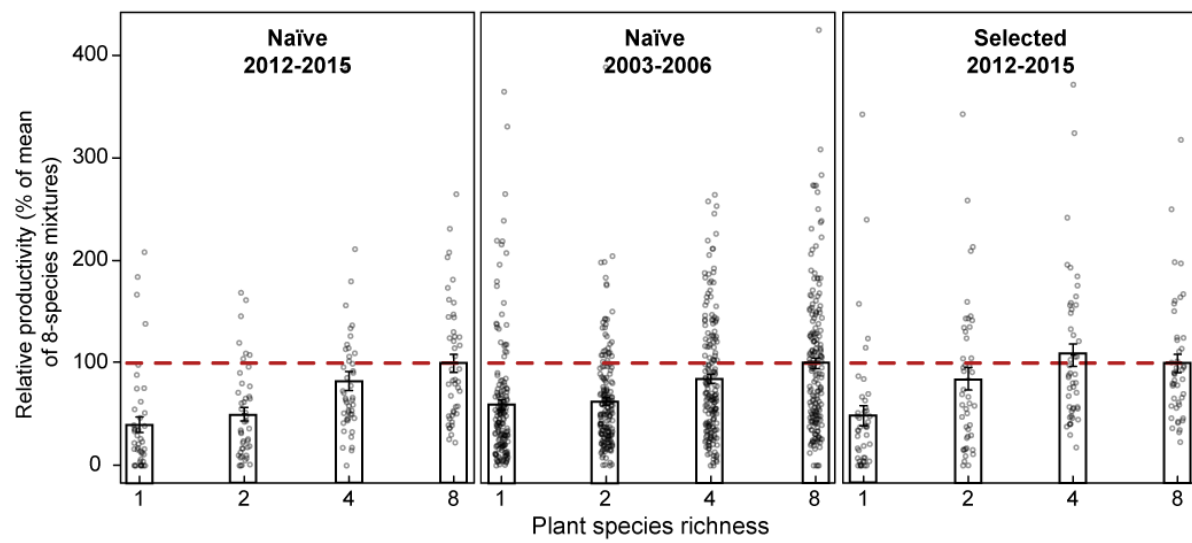 Relative productivity (% of mean
of 8-species mixtures)
400
300
200
100
0
Naïve
2012-2015
1 2 4 8
Naïve
2003-2006
1 2 4 8
Selected
2012-2015
1 2 4 8
Plant species richness